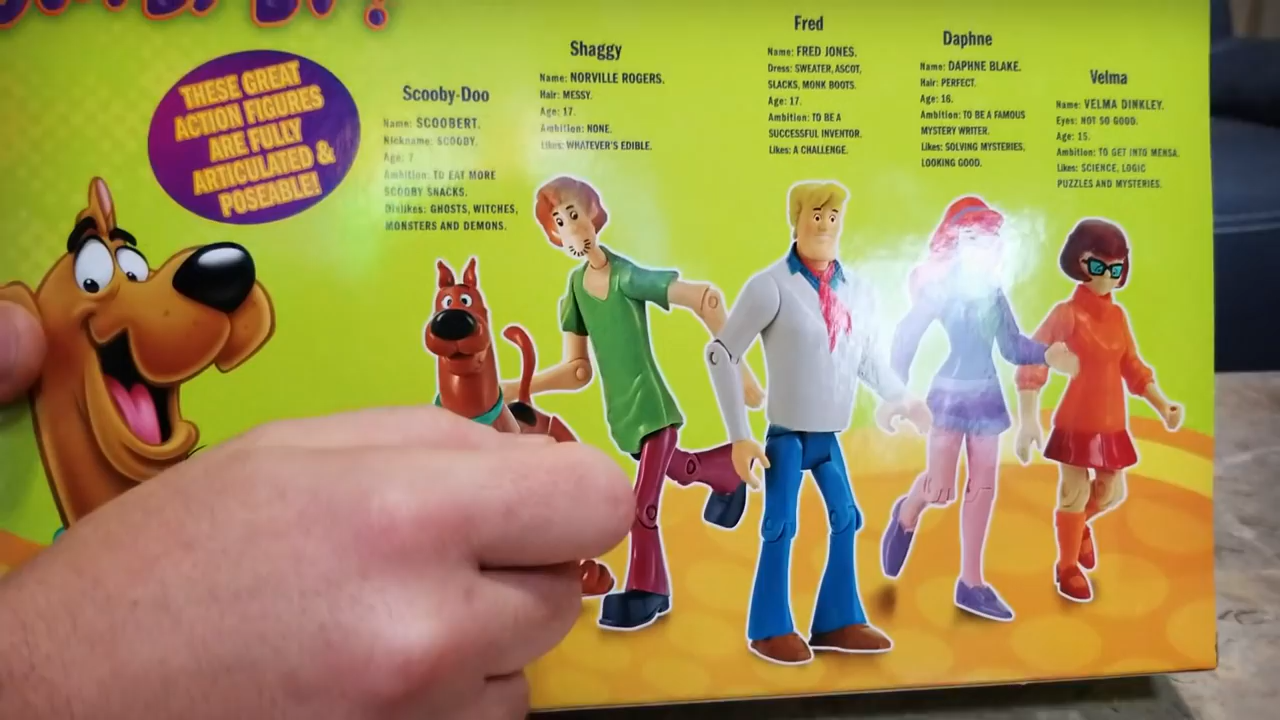 THESE GREAT
ACTION FIGURES
ARE FULLY
ARTICULATED &
POSEABLE!
Scooby-Doo
Name: SCOOBERT.
Nickname: SCOOBY.
Age: 7
Ambition: TO EAT MORE
SCOOBY SNACKS.
Dislikes: GHOSTS, WITCHES,
MONSTERS AND DEMONS.
Shaggy
Name: NORVILLE ROGERS.
Hair: MESSY.
Age: 17.
Ambition: NONE.
Likes: WHATEVER'S EDIBLE.
Fred
Name: FRED JONES.
Dress: SWEATER, ASCOT,
SLACKS, MONK BOOTS.
Age: 17.
Ambition: TO BE A
SUCCESSFUL INVENTOR.
Likes: A CHALLENGE.
Daphne
Name: DAPHNE BLAKE.
Hair: PERFECT.
Age: 16.
Ambition: TO BE A FAMOUS
MYSTERY WRITER.
Likes: SOLVING MYSTERIES,
LOOKING GOOD.
Velma
Name: VELMA DINKLEY.
Eyes: NOT SO GOOD.
Age: 15.
Ambition: TO GET INTO MENSA.
Likes: SCIENCE, LOGIC
PUZZLES AND MYSTERIES.